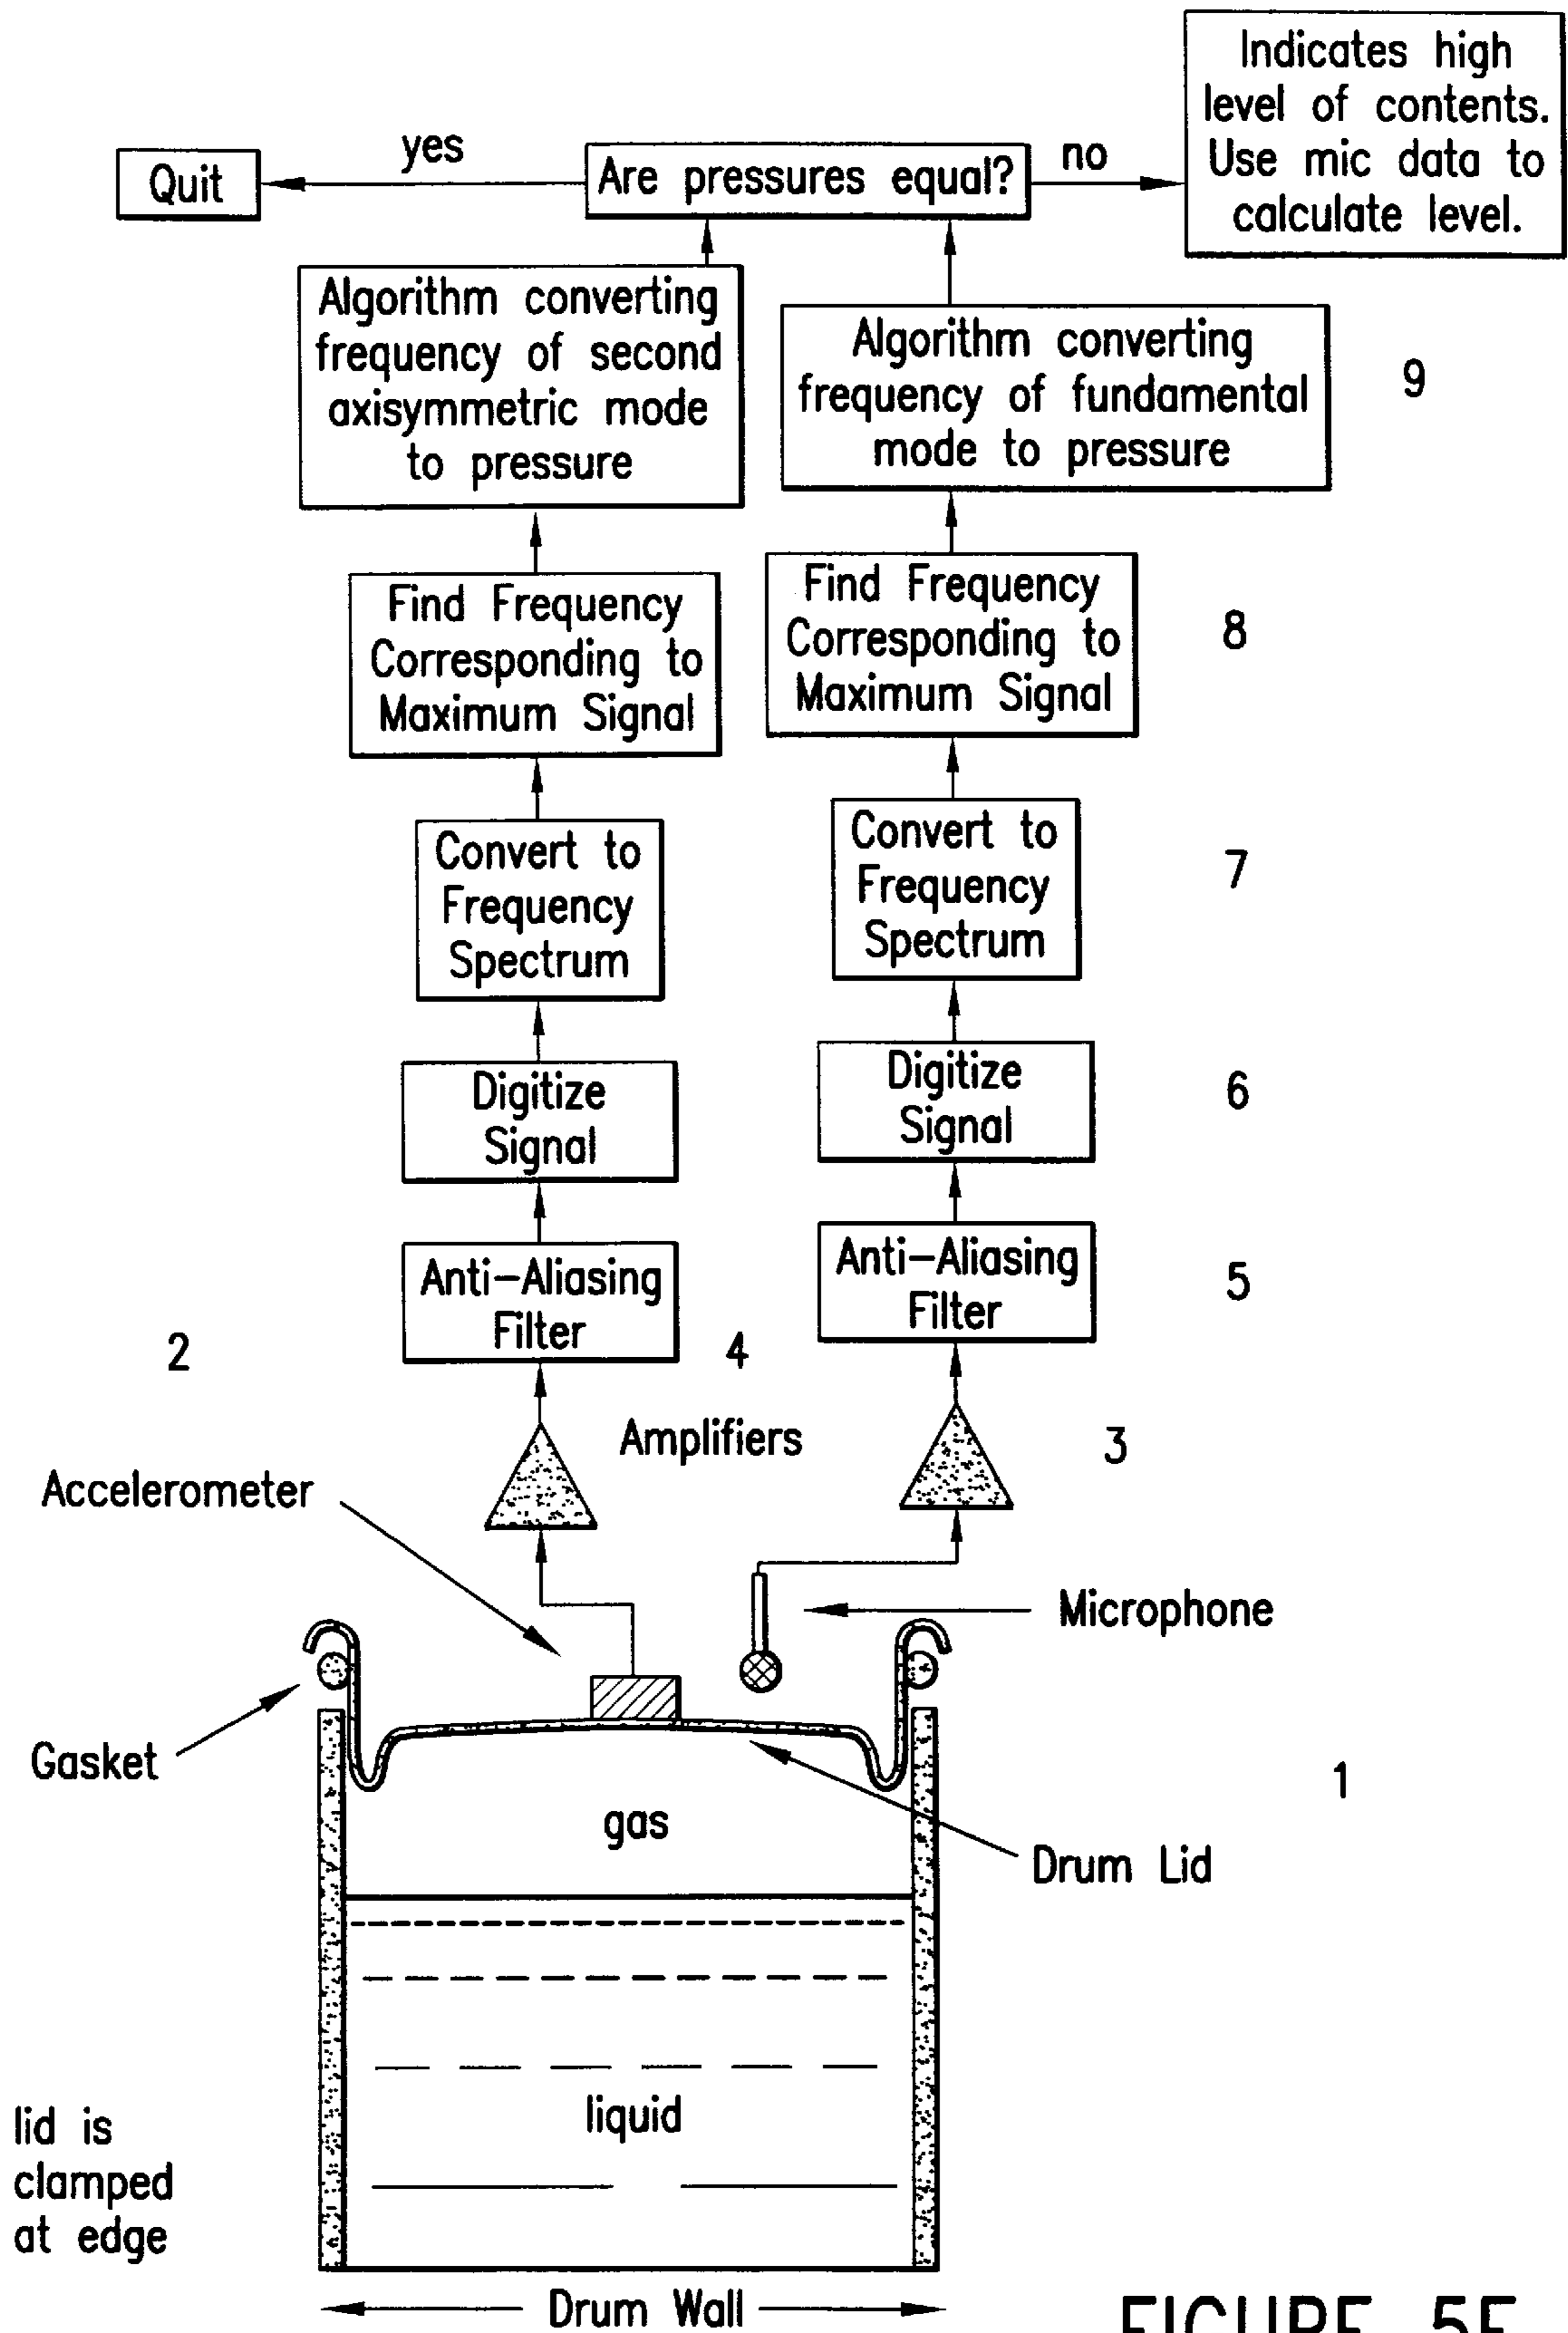 Indicates high
level of contents.
Use mic data to
calculate level.
yes
no
Quit
Are pressures equal?
Algorithm converting
frequency of second
axisymmetric mode
to pressure
Algorithm converting
frequency of fundamental
mode to pressure
9
Find Frequency
Corresponding to
Maximum Signal
Find Frequency
Corresponding to
Maximum Signal
8
Convert to
Frequency
Spectrum
Convert to
Frequency
Spectrum
7
Digitize
Signal
Digitize
Signal
6
Anti-Aliasing
Filter
Anti-Aliasing
Filter
5
2
4
Amplifiers
3
Accelerometer
Microphone
Gasket
1
gas
Drum Lid
liquid
lid is
clamped
at edge
Drum Wall
FIGURE